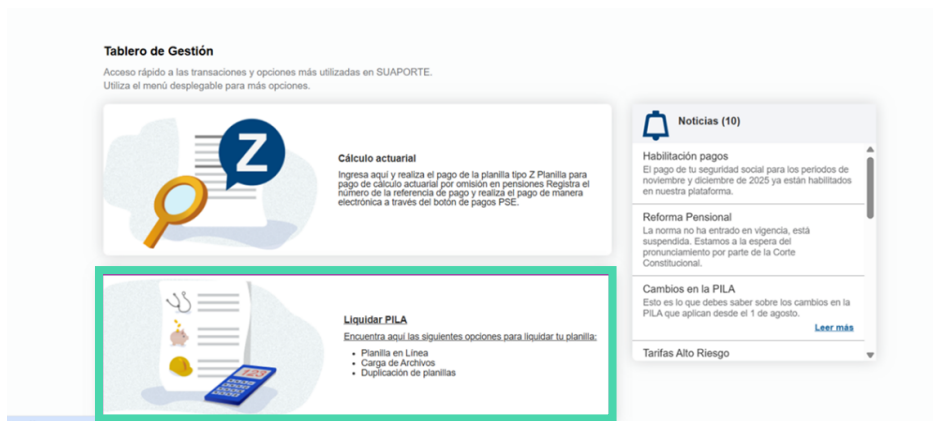 Tablero de Gestión
Acceso rápido a las transacciones y opciones más utilizadas en SUAPORTE.
Utiliza el menú desplegable para más opciones.
Z
Cálculo actuarial
Ingresa aquí y realiza el pago de la planilla tipo Z Planilla para
pago de cálculo actuarial por omisión en pensiones Registra el
número de la referencia de pago y realiza el pago de manera
electrónica a través del botón de pagos PSE.
123
Liquidar PILA
Encuentra aquí las siguientes opciones para liquidar tu planilla:
• Planilla en Línea
• Carga de Archivos
• Duplicación de planillas
Noticias (10)
Habilitación pagos
El pago de tu seguridad social para los periodos de
noviembre y diciembre de 2025 ya están habilitados
en nuestra plataforma.
Reforma Pensional
La norma no ha entrado en vigencia, está
suspendida. Estamos a la espera del
pronunciamiento por parte de la Corte
Constitucional.
Cambios en la PILA
Esto es lo que debes saber sobre los cambios en la
PILA que aplican desde el 1 de agosto.
Leer más
Tarifas Alto Riesgo